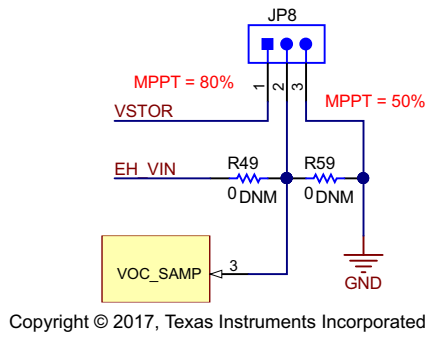 JP8
MPPT = 80%
1
2
3
MPPT = 50%
VSTOR
EH_VIN
R49
R59
0 DNM
0 DNM
VOC_SAMP
3
GND
Copyright © 2017, Texas Instruments Incorporated